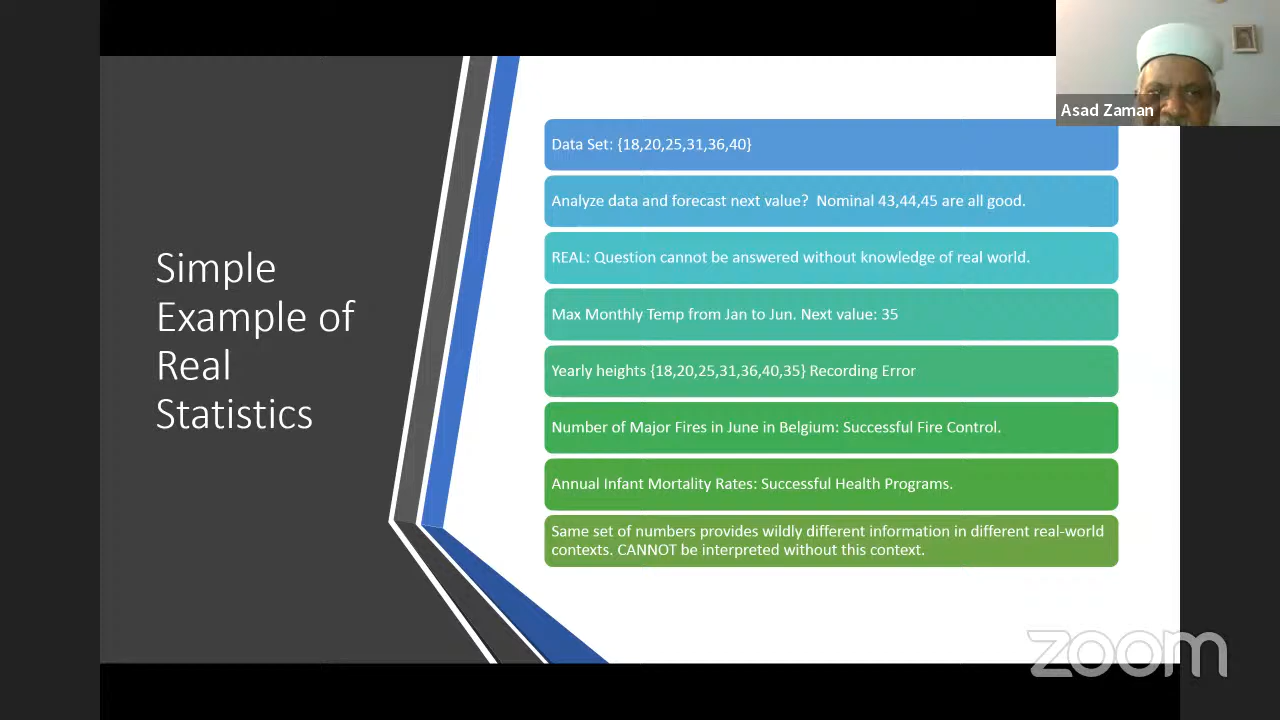 Asad Zaman
Simple
Example of
Real
Statistics
Data Set: {18,20,25,31,36,40}
Analyze data and forecast next value?  Nominal 43,44,45 are all good.
REAL: Question cannot be answered without knowledge of real world.
Max Monthly Temp from Jan to Jun. Next value: 35
Yearly heights {18,20,25,31,36,40,35} Recording Error
Number of Major Fires in June in Belgium: Successful Fire Control.
Annual Infant Mortality Rates: Successful Health Programs.
Same set of numbers provides wildly different information in different real-world
contexts. CANNOT be interpreted without this context.
zoom